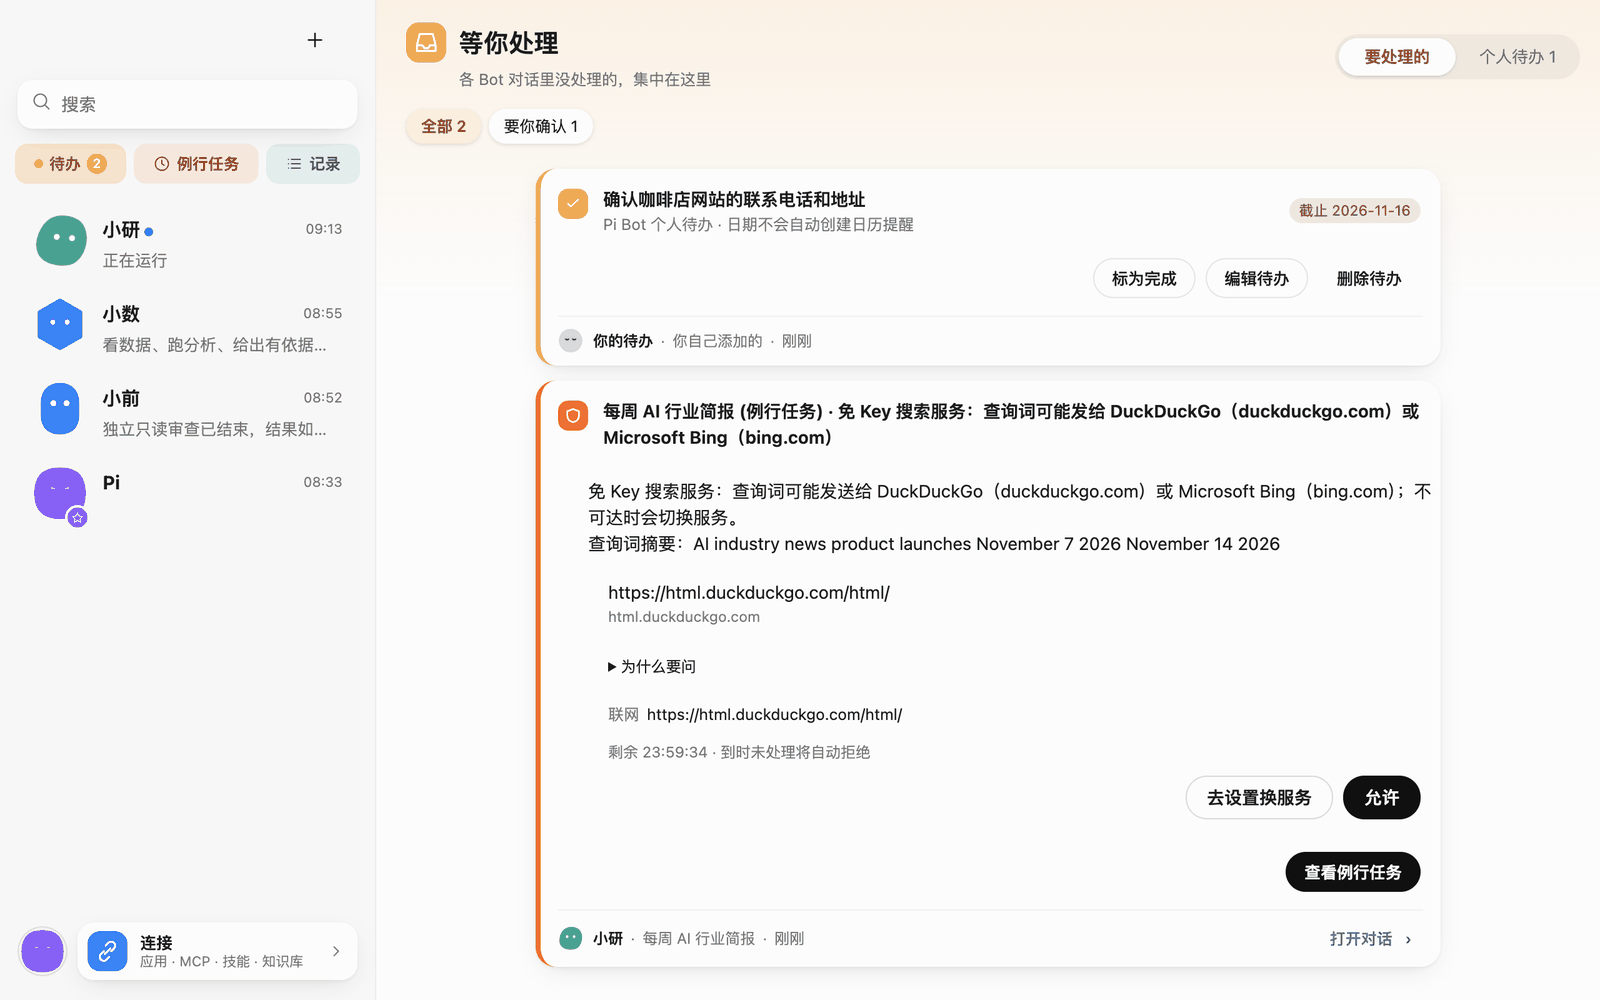 搜索
待办 2
例行任务
记录
小研
09:13
正在运行
小数
08:55
看数据、跑分析、给出有依据...
小前
08:52
独立只读审查已结束，结果如...
Pi
08:33
连接
应用 · MCP · 技能 · 知识库
等你处理
各 Bot 对话里没处理的，集中在这里
要处理的
个人待办 1
全部 2
要你确认 1
确认咖啡店网站的联系电话和地址
Pi Bot 个人待办 · 日期不会自动创建日历提醒
截止 2026-11-16
标为完成
编辑待办
删除待办
你的待办 · 你自己添加的 · 刚刚
每周 AI 行业简报 (例行任务) · 免 Key 搜索服务：查询词可能发给 DuckDuckGo（duckduckgo.com）或
Microsoft Bing（bing.com）
免 Key 搜索服务：查询词可能发送给 DuckDuckGo（duckduckgo.com）或 Microsoft Bing（bing.com）；不
可达时会切换服务。
查询词摘要：AI industry news product launches November 7 2026 November 14 2026
https://html.duckduckgo.com/html/
html.duckduckgo.com
为什么要问
联网 https://html.duckduckgo.com/html/
剩余 23:59:34 · 到时未处理将自动拒绝
去设置换服务
允许
查看例行任务
小研 · 每周 AI 行业简报 · 刚刚
打开对话